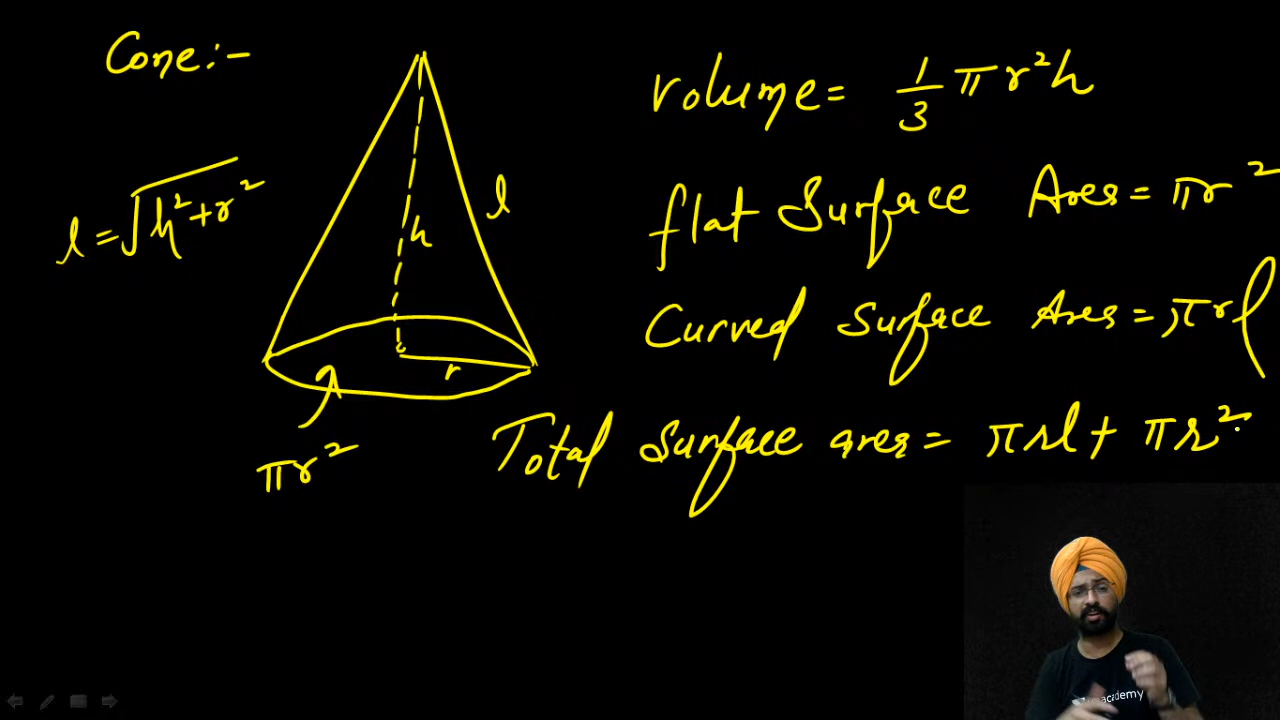 Cone:-
volume = 1/3 πr²h
l = √h²+r²
l
h
r
flat Surface Area = πr²
Curved Surface Area = πrl
πr²
Total Surface area = πrl + πr²
academy